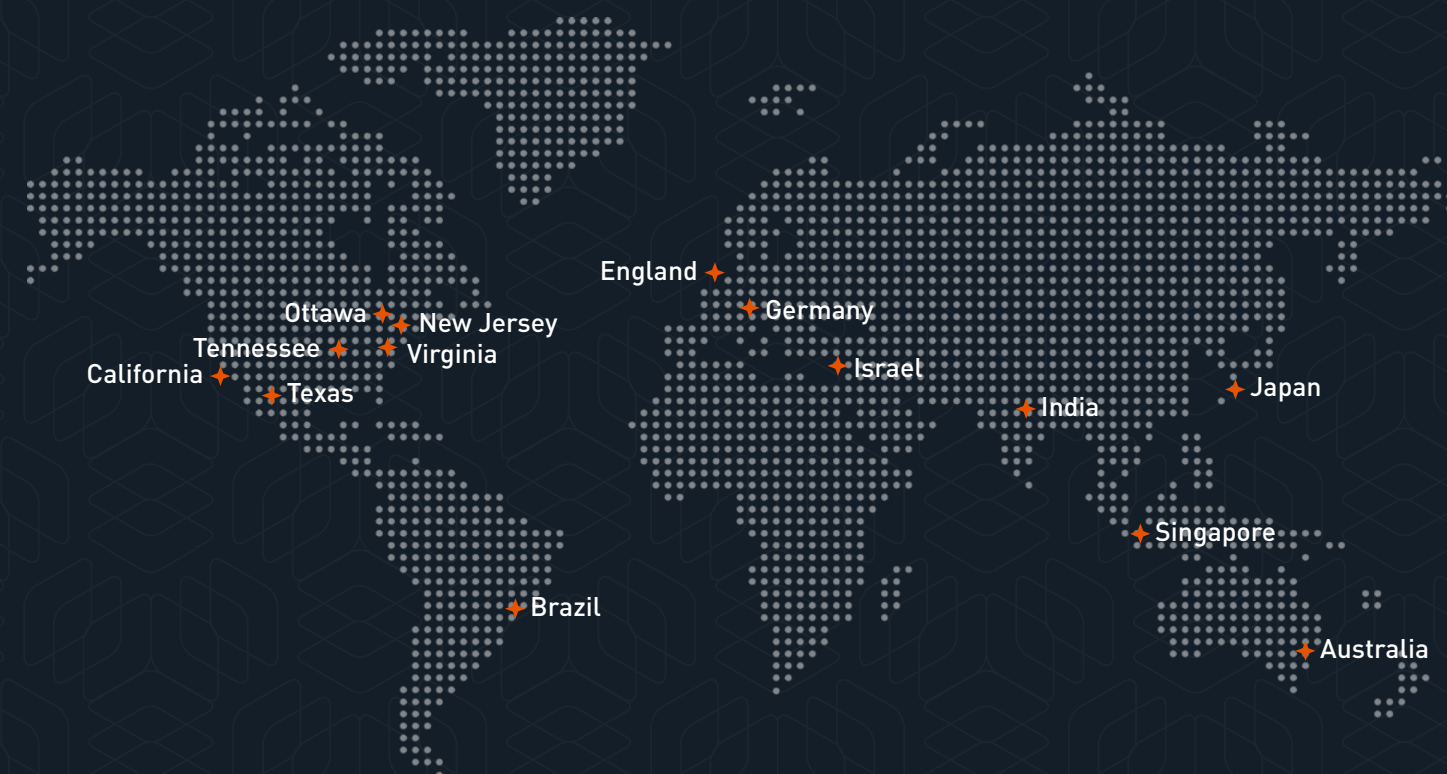 England
Germany
Ottawa
New Jersey
Tennessee
Virginia
California
Texas
Israel
Japan
India
Singapore
Brazil
Australia